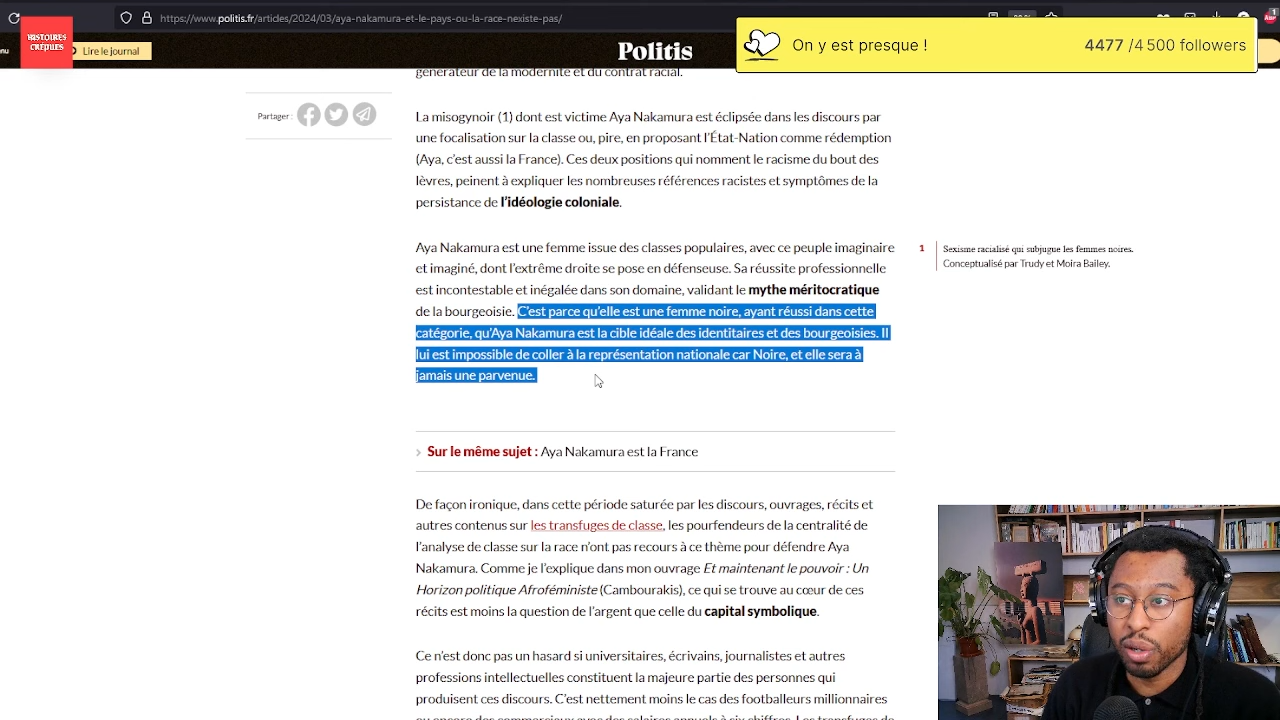 https://www.politis.fr/articles/2024/03/aya-nakamura-et-le-pays-ou-la-race-nexiste-pas/
HISTOIRES
CRÉPUES
Lire le journal
Politis
On y est presque !
4477 /4 500 followers
générateur de la modernité et du contrat racial.
Partager :
La misogynoir (1) dont est victime Aya Nakamura est éclipsée dans les discours par
une focalisation sur la classe ou, pire, en proposant l'État-Nation comme rédemption
(Aya, c'est aussi la France). Ces deux positions qui nomment le racisme du bout des
lèvres, peinent à expliquer les nombreuses références racistes et symptômes de la
persistance de l'idéologie coloniale.
Aya Nakamura est une femme issue des classes populaires, avec ce peuple imaginaire
et imaginé, dont l'extrême droite se pose en défenseuse. Sa réussite professionnelle
est incontestable et inégalée dans son domaine, validant le mythe méritocratique
de la bourgeoisie. C'est parce qu'elle est une femme noire, ayant réussi dans cette
catégorie, qu'Aya Nakamura est la cible idéale des identitaires et des bourgeoisies. Il
lui est impossible de coller à la représentation nationale car Noire, et elle sera à
jamais une parvenue.
1
Sexisme racialisé qui subjugue les femmes noires.
Conceptualisé par Trudy et Moira Bailey.
› Sur le même sujet : Aya Nakamura est la France
De façon ironique, dans cette période saturée par les discours, ouvrages, récits et
autres contenus sur les transfuges de classe, les pourfendeurs de la centralité de
l'analyse de classe sur la race n'ont pas recours à ce thème pour défendre Aya
Nakamura. Comme je l'explique dans mon ouvrage Et maintenant le pouvoir : Un
Horizon politique Afroféministe (Cambourakis), ce qui se trouve au cœur de ces
récits est moins la question de l'argent que celle du capital symbolique.
Ce n'est donc pas un hasard si universitaires, écrivains, journalistes et autres
professions intellectuelles constituent la majeure partie des personnes qui
produisent ces discours. C'est nettement moins le cas des footballeurs millionnaires